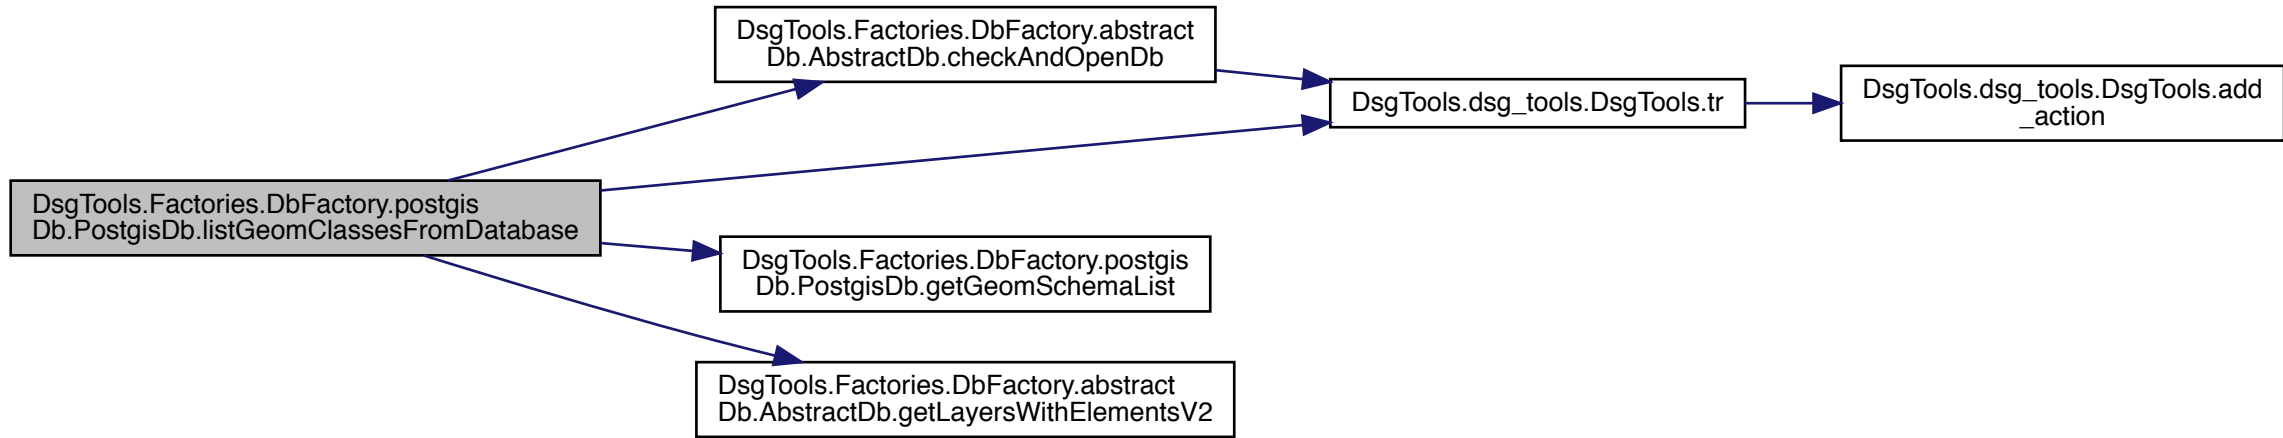 DsgTools.Factories.DbFactory.postgis
Db.PostgisDb.listGeomClassesFromDatabase
DsgTools.Factories.DbFactory.abstract
Db.AbstractDb.checkAndOpenDb
DsgTools.dsg_tools.DsgTools.tr
DsgTools.dsg_tools.DsgTools.add
_action
DsgTools.Factories.DbFactory.postgis
Db.PostgisDb.getGeomSchemaList
DsgTools.Factories.DbFactory.abstract
Db.AbstractDb.getLayersWithElementsV2